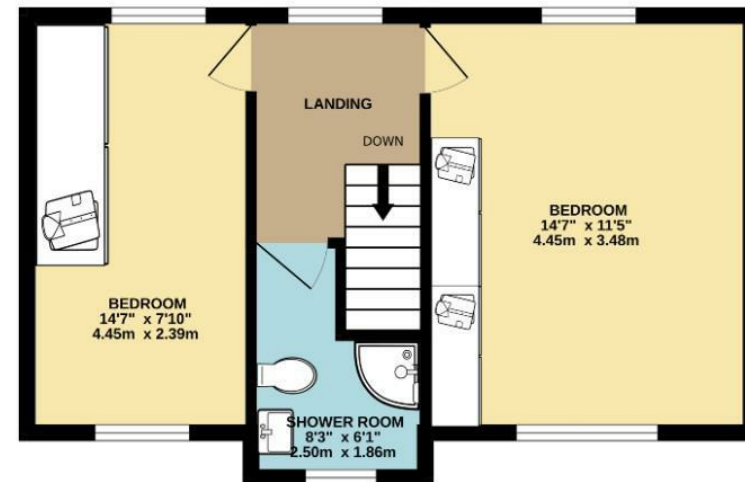 LANDING
DOWN
BEDROOM
14'7" x 11'5"
4.45m x 3.48m
BEDROOM
14'7" x 7'10"
4.45m x 2.39m
SHOWER ROOM
8'3" x 6'1"
2.50m x 1.86m